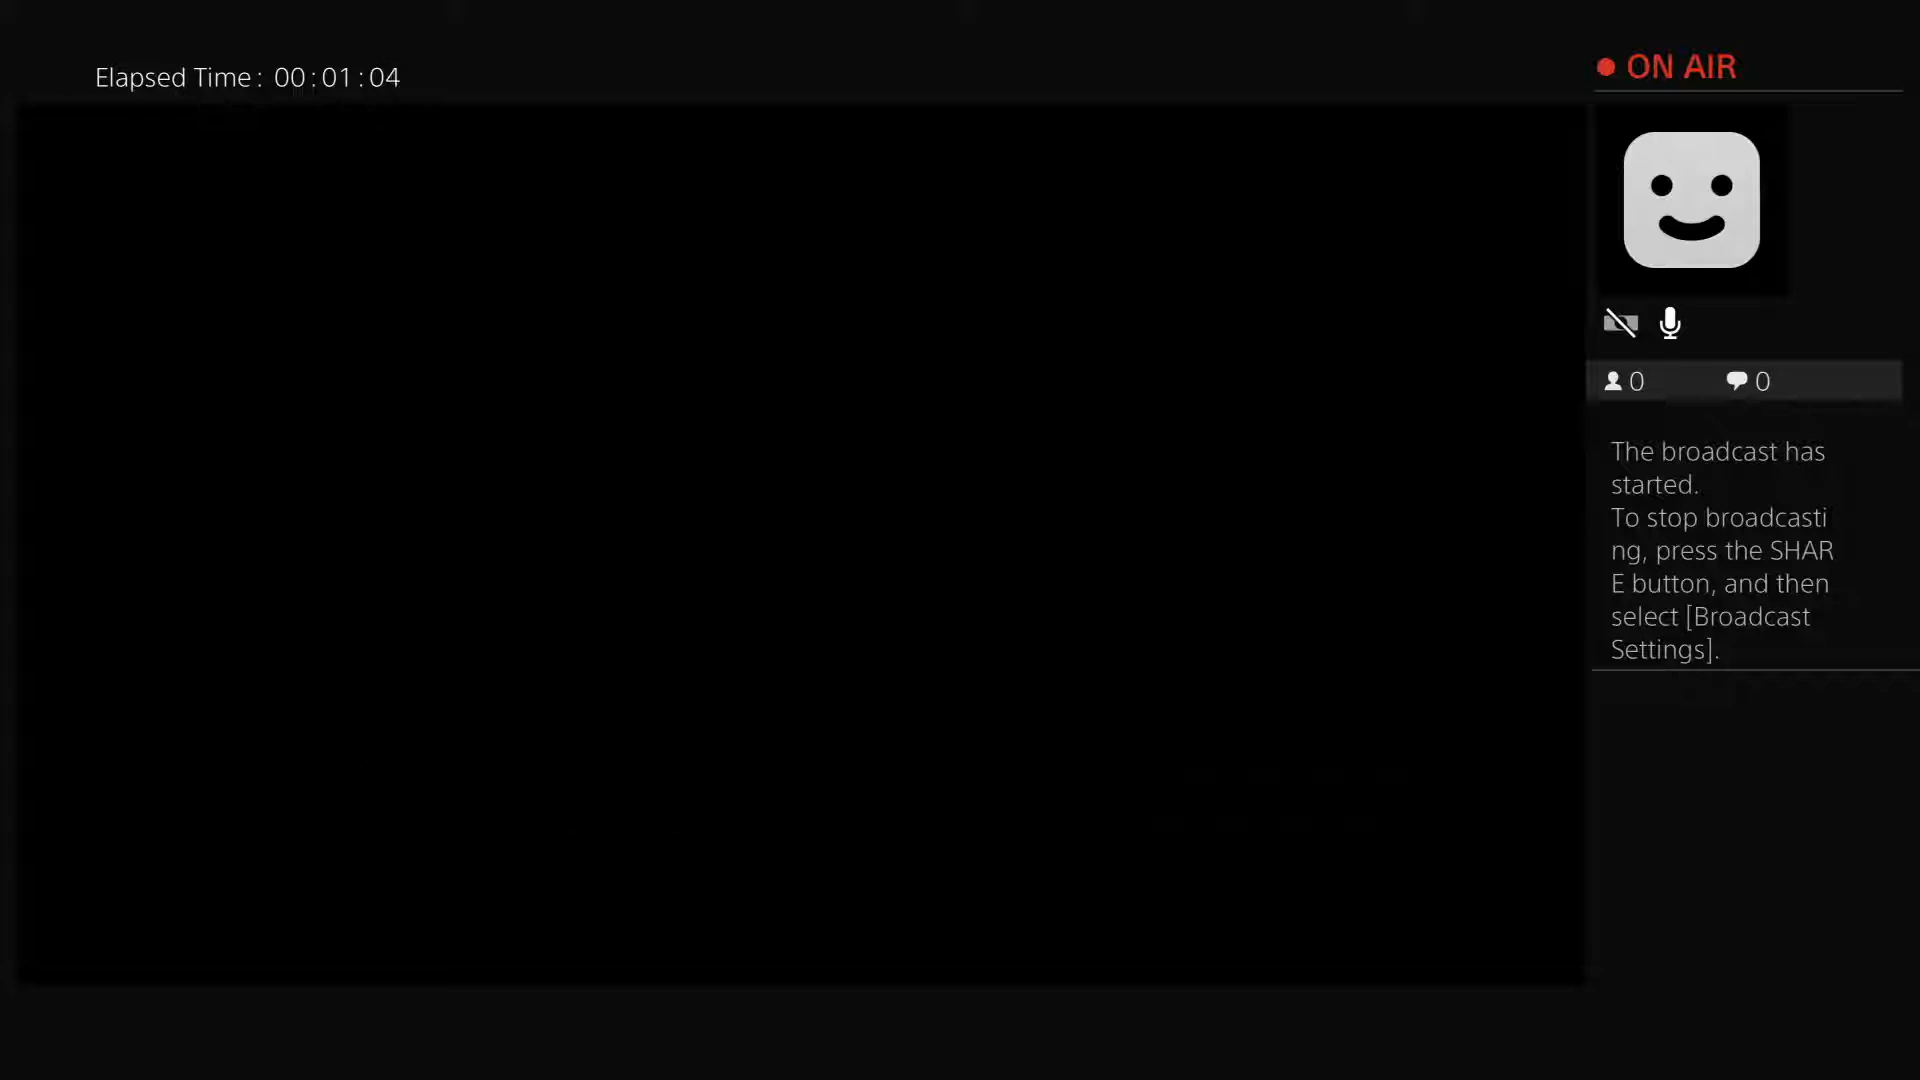 Elapsed Time: 00:01:04
ON AIR
0 0
The broadcast has
started.
To stop broadcasti
ng, press the SHAR
E button, and then
select [Broadcast
Settings].